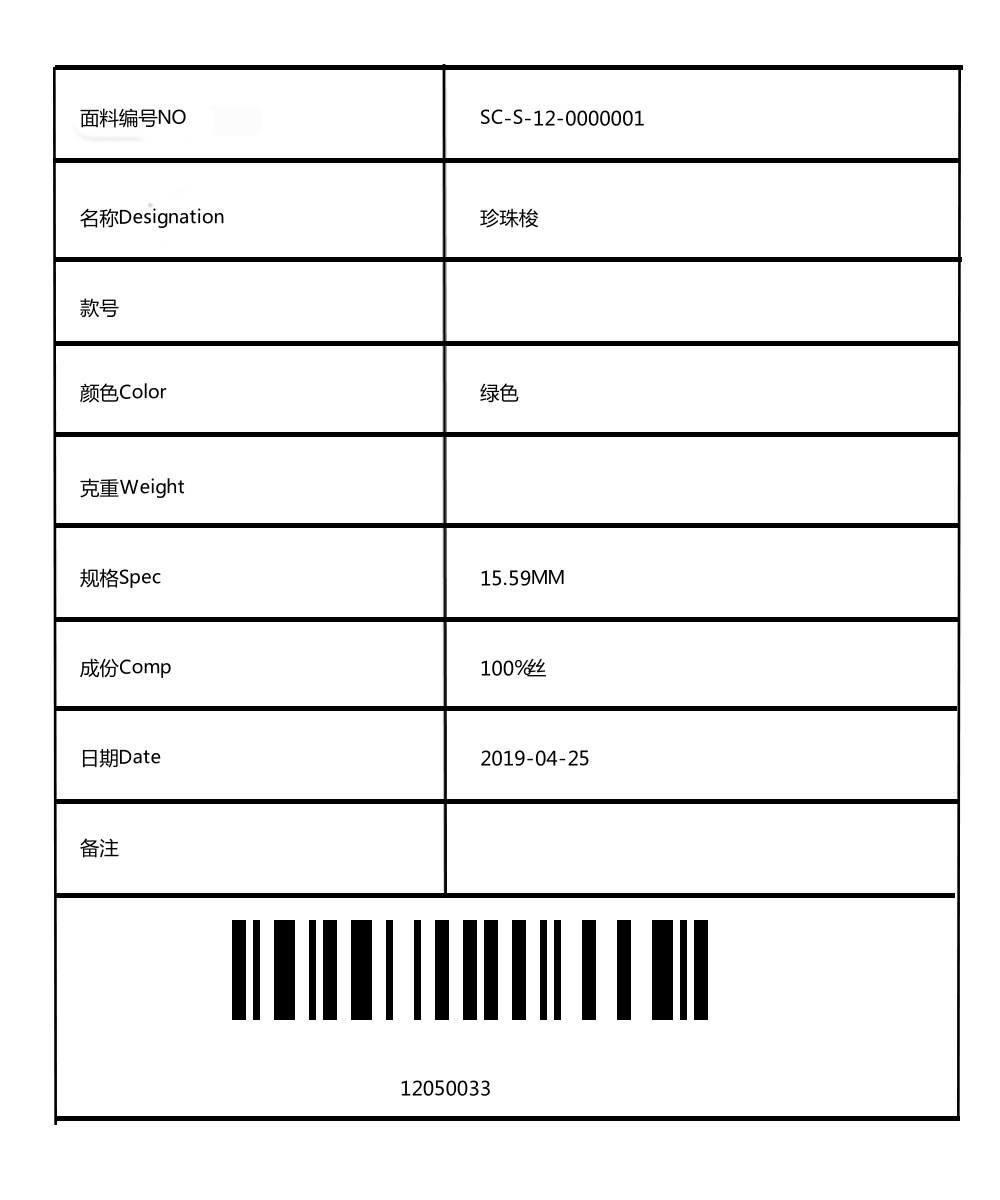 面料编号NO SC-S-12-0000001
名称Designation 珍珠梭
款号
颜色Color 绿色
克重Weight
规格Spec 15.59MM
成份Comp 100%丝
日期Date 2019-04-25
备注
12050033